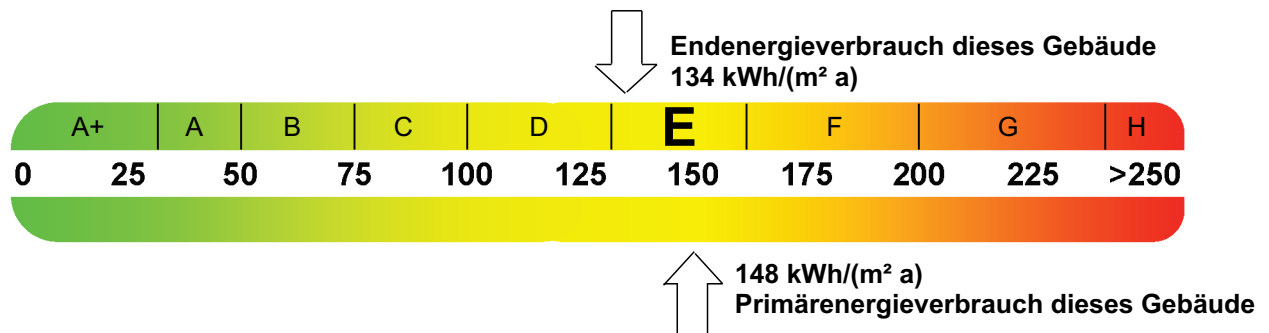 Endenergieverbrauch dieses Gebäude
134 kWh/(m² a)
A+ A B C D E F G H
0 25 50 75 100 125 150 175 200 225 >250
148 kWh/(m² a)
Primärenergieverbrauch dieses Gebäude